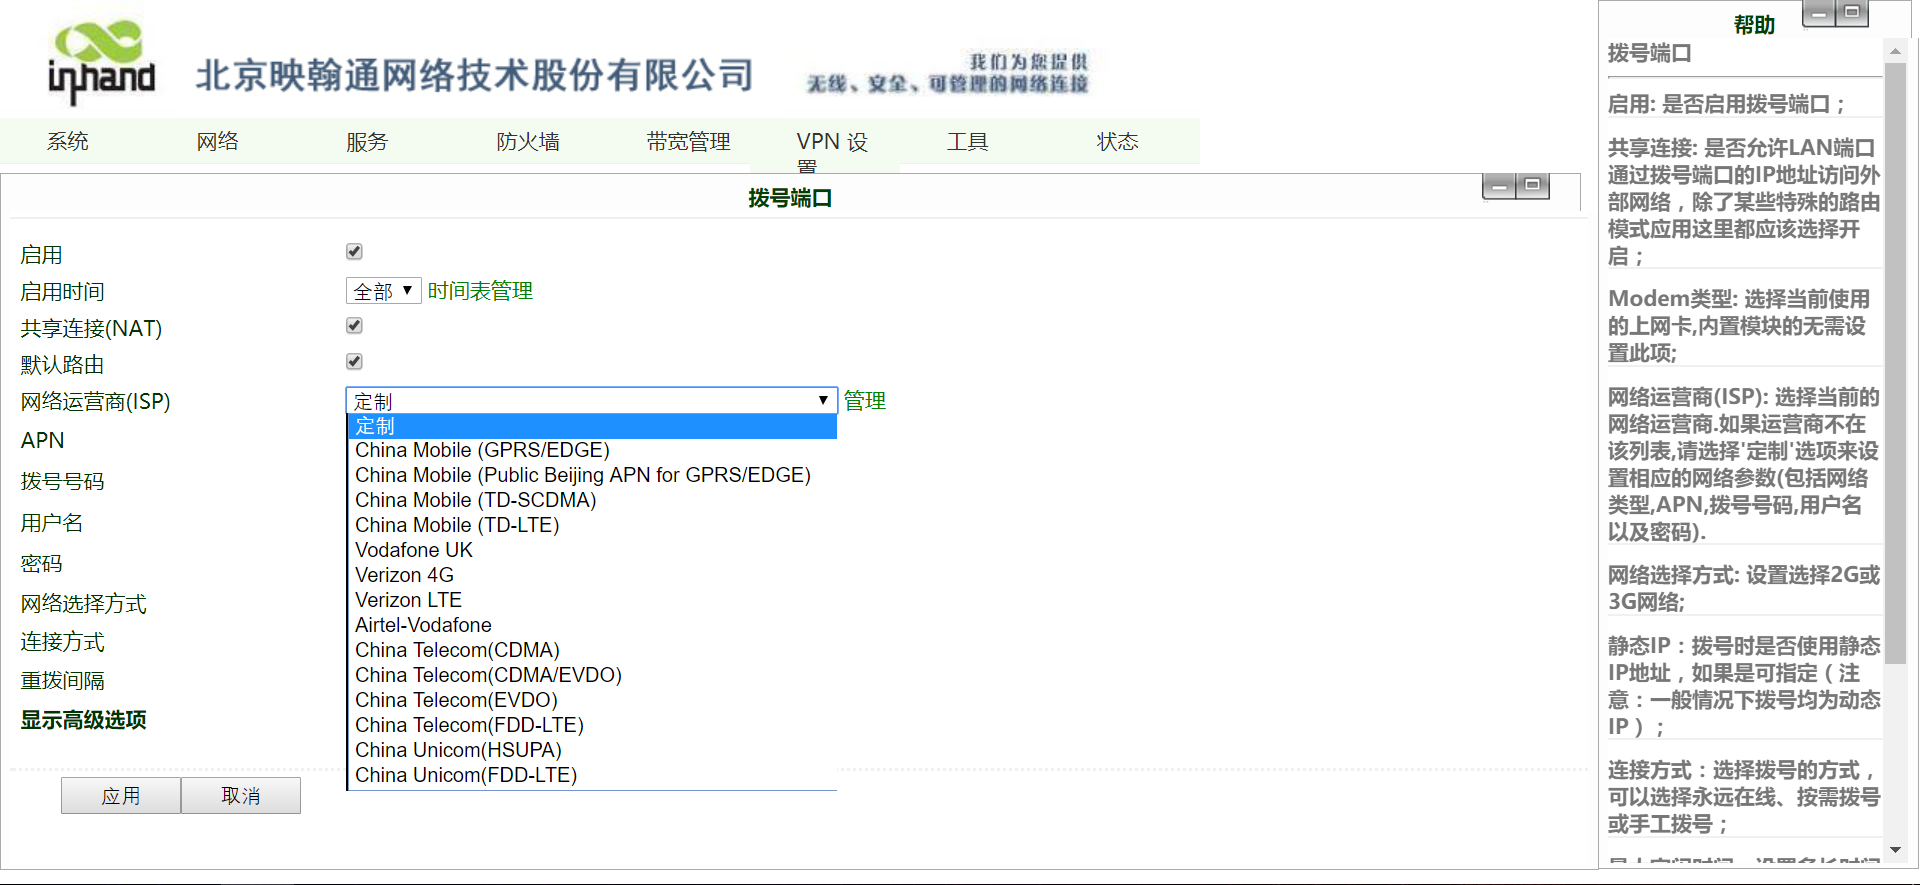 inhand
北京映翰通网络技术股份有限公司
我们为您提供
无线、安全、可管理的网络连接
系统
网络
服务
防火墙
带宽管理
VPN 设
置
工具
状态
拨号端口
启用
启用时间
全部
时间表管理
共享连接(NAT)
默认路由
网络运营商(ISP)
定制
管理
定制
China Mobile (GPRS/EDGE)
China Mobile (Public Beijing APN for GPRS/EDGE)
China Mobile (TD-SCDMA)
China Mobile (TD-LTE)
Vodafone UK
Verizon 4G
Verizon LTE
Airtel-Vodafone
China Telecom(CDMA)
China Telecom(CDMA/EVDO)
China Telecom(EVDO)
China Telecom(FDD-LTE)
China Unicom(HSUPA)
China Unicom(FDD-LTE)
APN
拨号号码
用户名
密码
网络选择方式
连接方式
重拨间隔
显示高级选项
应用
取消
帮助
拨号端口
启用: 是否启用拨号端口；
共享连接: 是否允许LAN端口
通过拨号端口的IP地址访问外
部网络，除了某些特殊的路由
模式应用这里都应该选择开
启；
Modem类型: 选择当前使用
的上网卡,内置模块的无需设
置此项;
网络运营商(ISP): 选择当前的
网络运营商.如果运营商不在
该列表,请选择'定制'选项来设
置相应的网络参数(包括网络
类型,APN,拨号号码,用户名
以及密码).
网络选择方式: 设置选择2G或
3G网络;
静态IP：拨号时是否使用静态
IP地址，如果是可指定（注
意：一般情况下拨号均为动态
IP）；
连接方式：选择拨号的方式，
可以选择永远在线、按需拨号
或手工拨号；